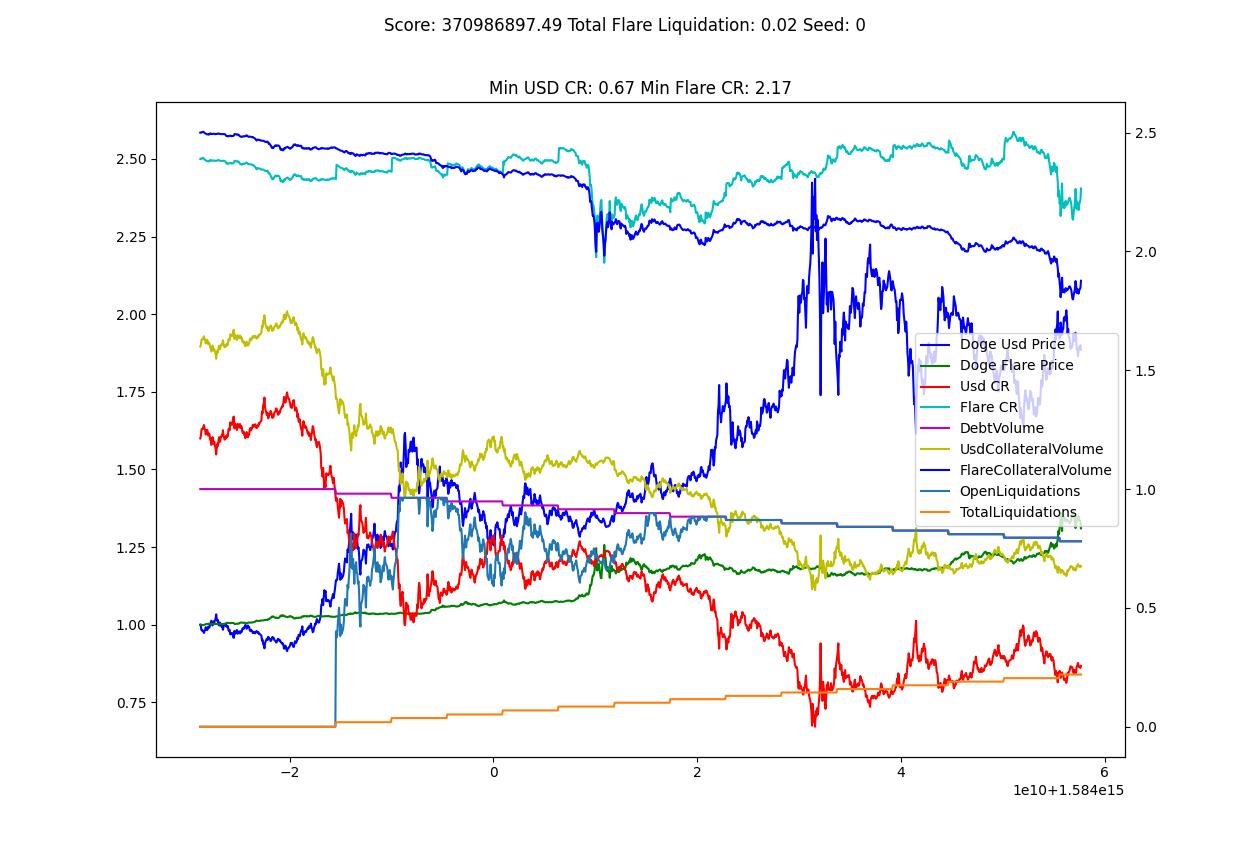 Score: 370986897.49 Total Flare Liquidation: 0.02 Seed: 0
Min USD CR: 0.67 Min Flare CR: 2.17
2.50
2.25
2.00
1.75
1.50
1.25
1.00
0.75
2.5
2.0
1.5
1.0
0.5
0.0
Doge Usd Price
Doge Flare Price
Usd CR
Flare CR
DebtVolume
UsdCollateralVolume
FlareCollateralVolume
OpenLiquidations
TotalLiquidations
−2 0 2 4 6
1e10+1.584e15